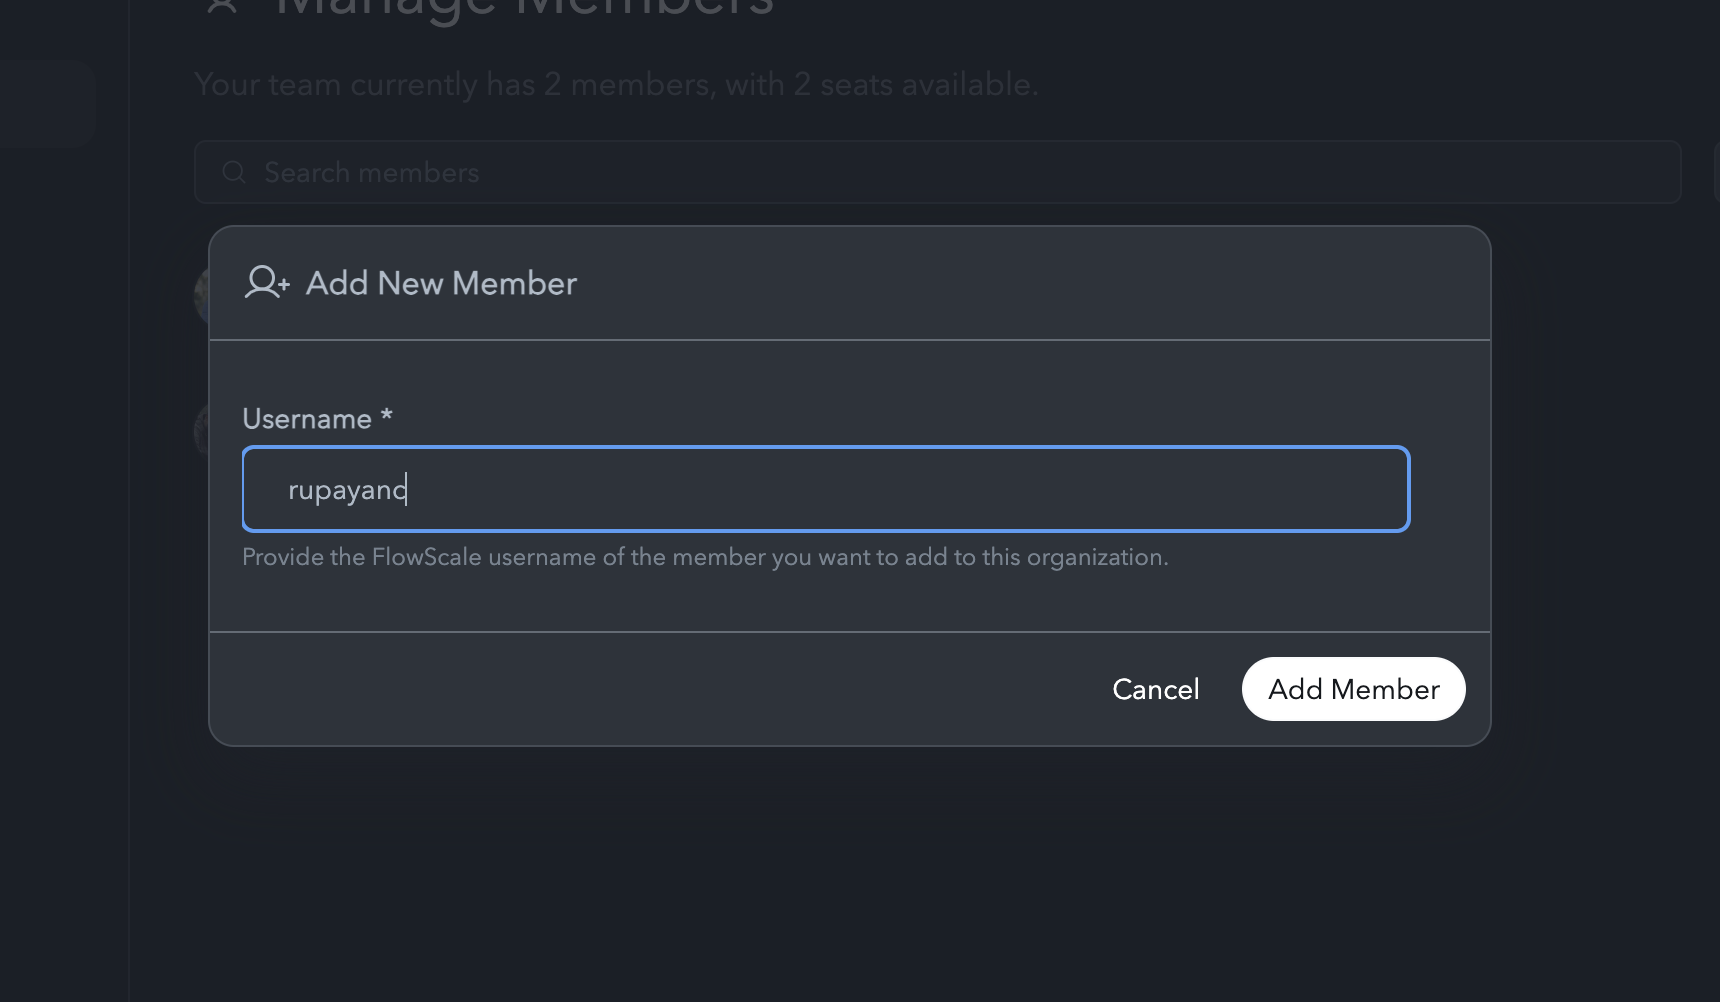 Manage Members
Your team currently has 2 members, with 2 seats available.
Search members
Add New Member
Username *
rupayanc
Provide the FlowScale username of the member you want to add to this organization.
Cancel
Add Member